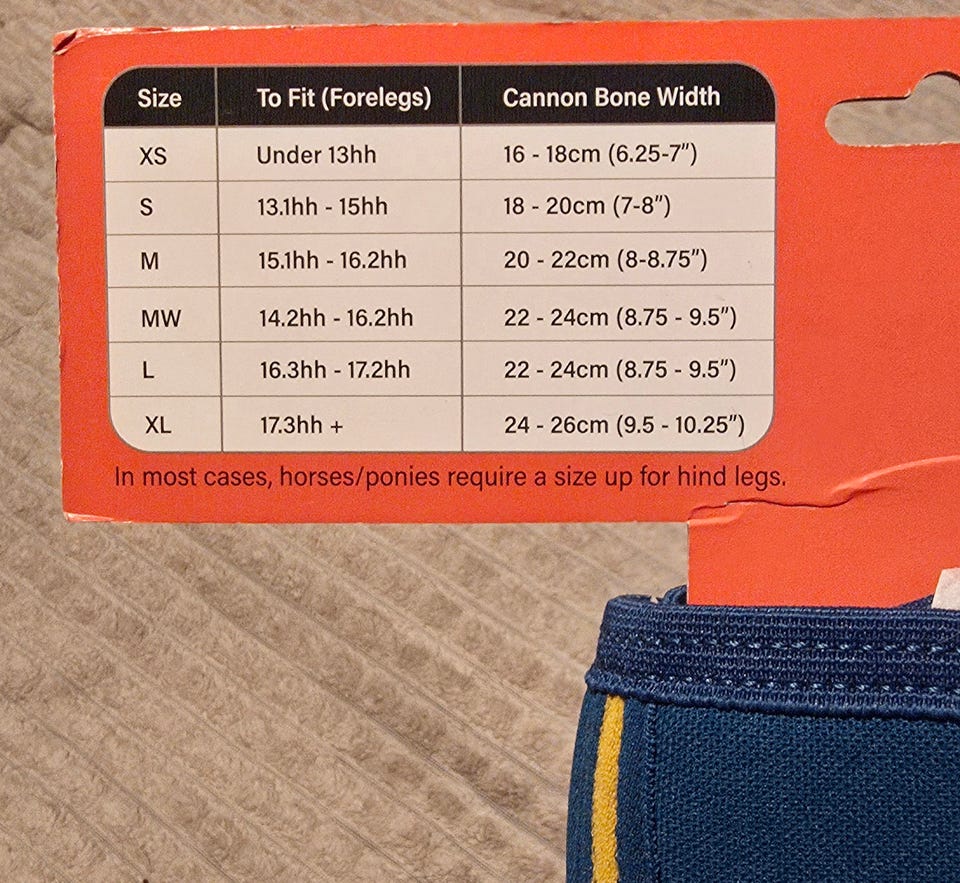 Size To Fit (Forelegs) Cannon Bone Width
XS Under 13hh 16 - 18cm (6.25-7")
S 13.1hh - 15hh 18 - 20cm (7-8")
M 15.1hh - 16.2hh 20 - 22cm (8-8.75")
MW 14.2hh - 16.2hh 22 - 24cm (8.75 - 9.5")
L 16.3hh - 17.2hh 22 - 24cm (8.75 - 9.5")
XL 17.3hh + 24 - 26cm (9.5 - 10.25")
In most cases, horses/ponies require a size up for hind legs.